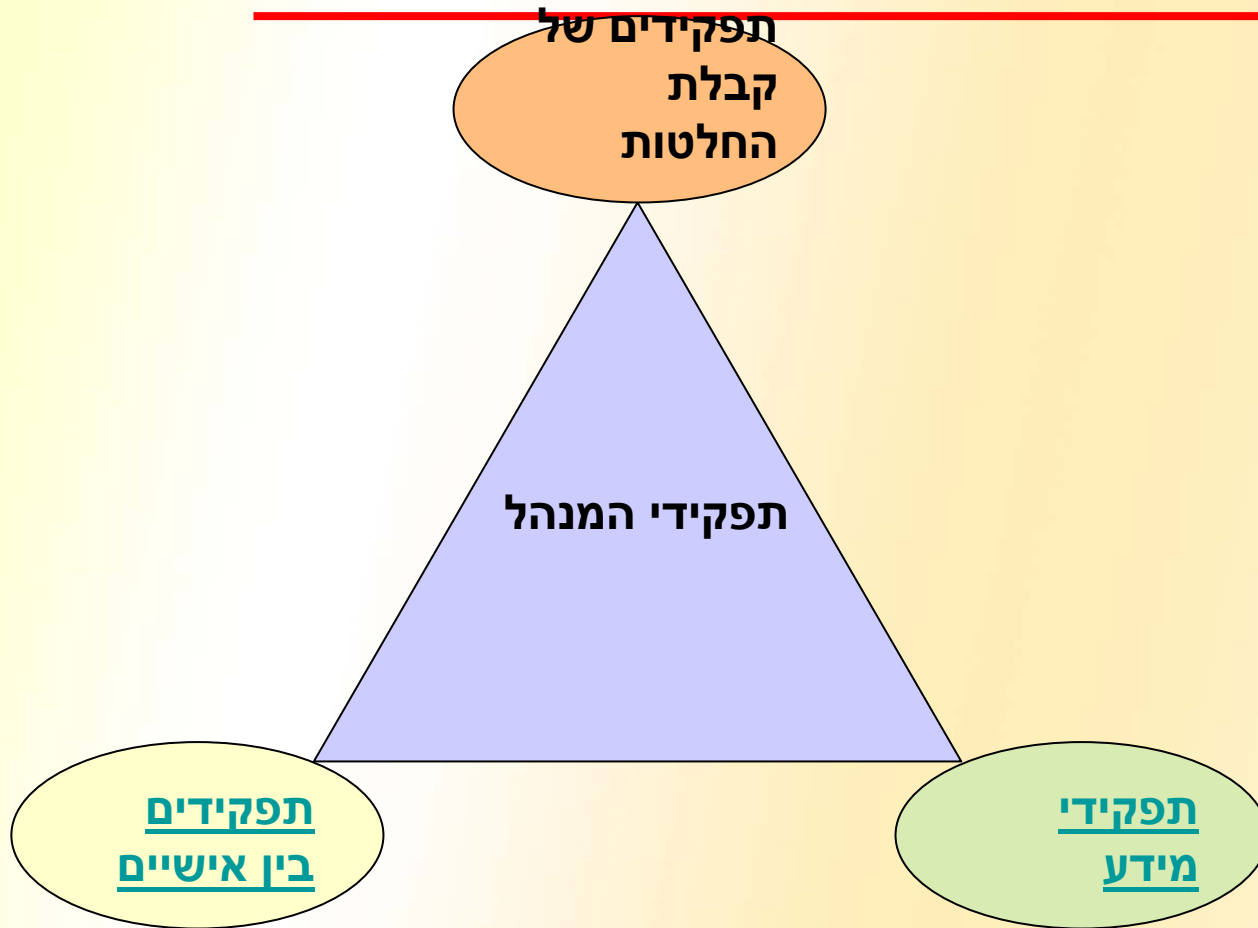 תפקידים של
קבלת
החלטות
תפקידי המנהל
תפקידי
מידע
תפקידים
בין אישיים